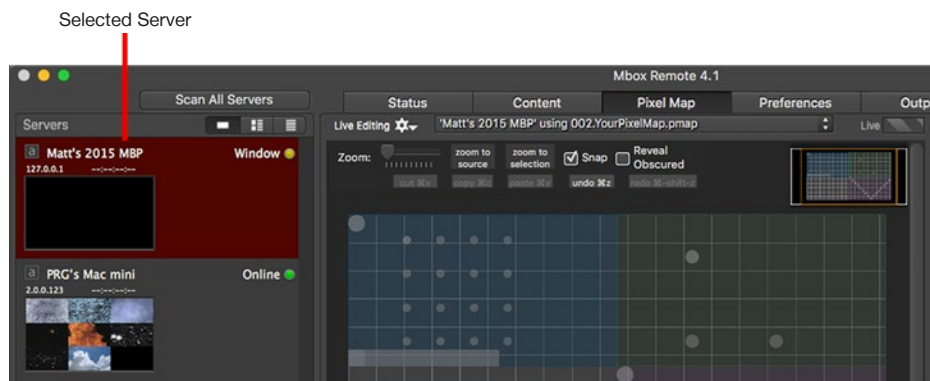 Selected Server
Mbox Remote 4.1
Scan All Servers
Status Content Pixel Map Preferences Outp
Servers
Live Editing 'Matt's 2015 MBP' using 002.YourPixelMap.pmap Live
a Matt's 2015 MBP Window
127.0.0.1 --:--:--:--
Zoom: zoom to source zoom to selection Snap Reveal Obscured
cut ⌘x copy ⌘c paste ⌘v undo ⌘z redo ⌘-shift-z
a PRG's Mac mini Online
2.0.0.123 --:--:--:--